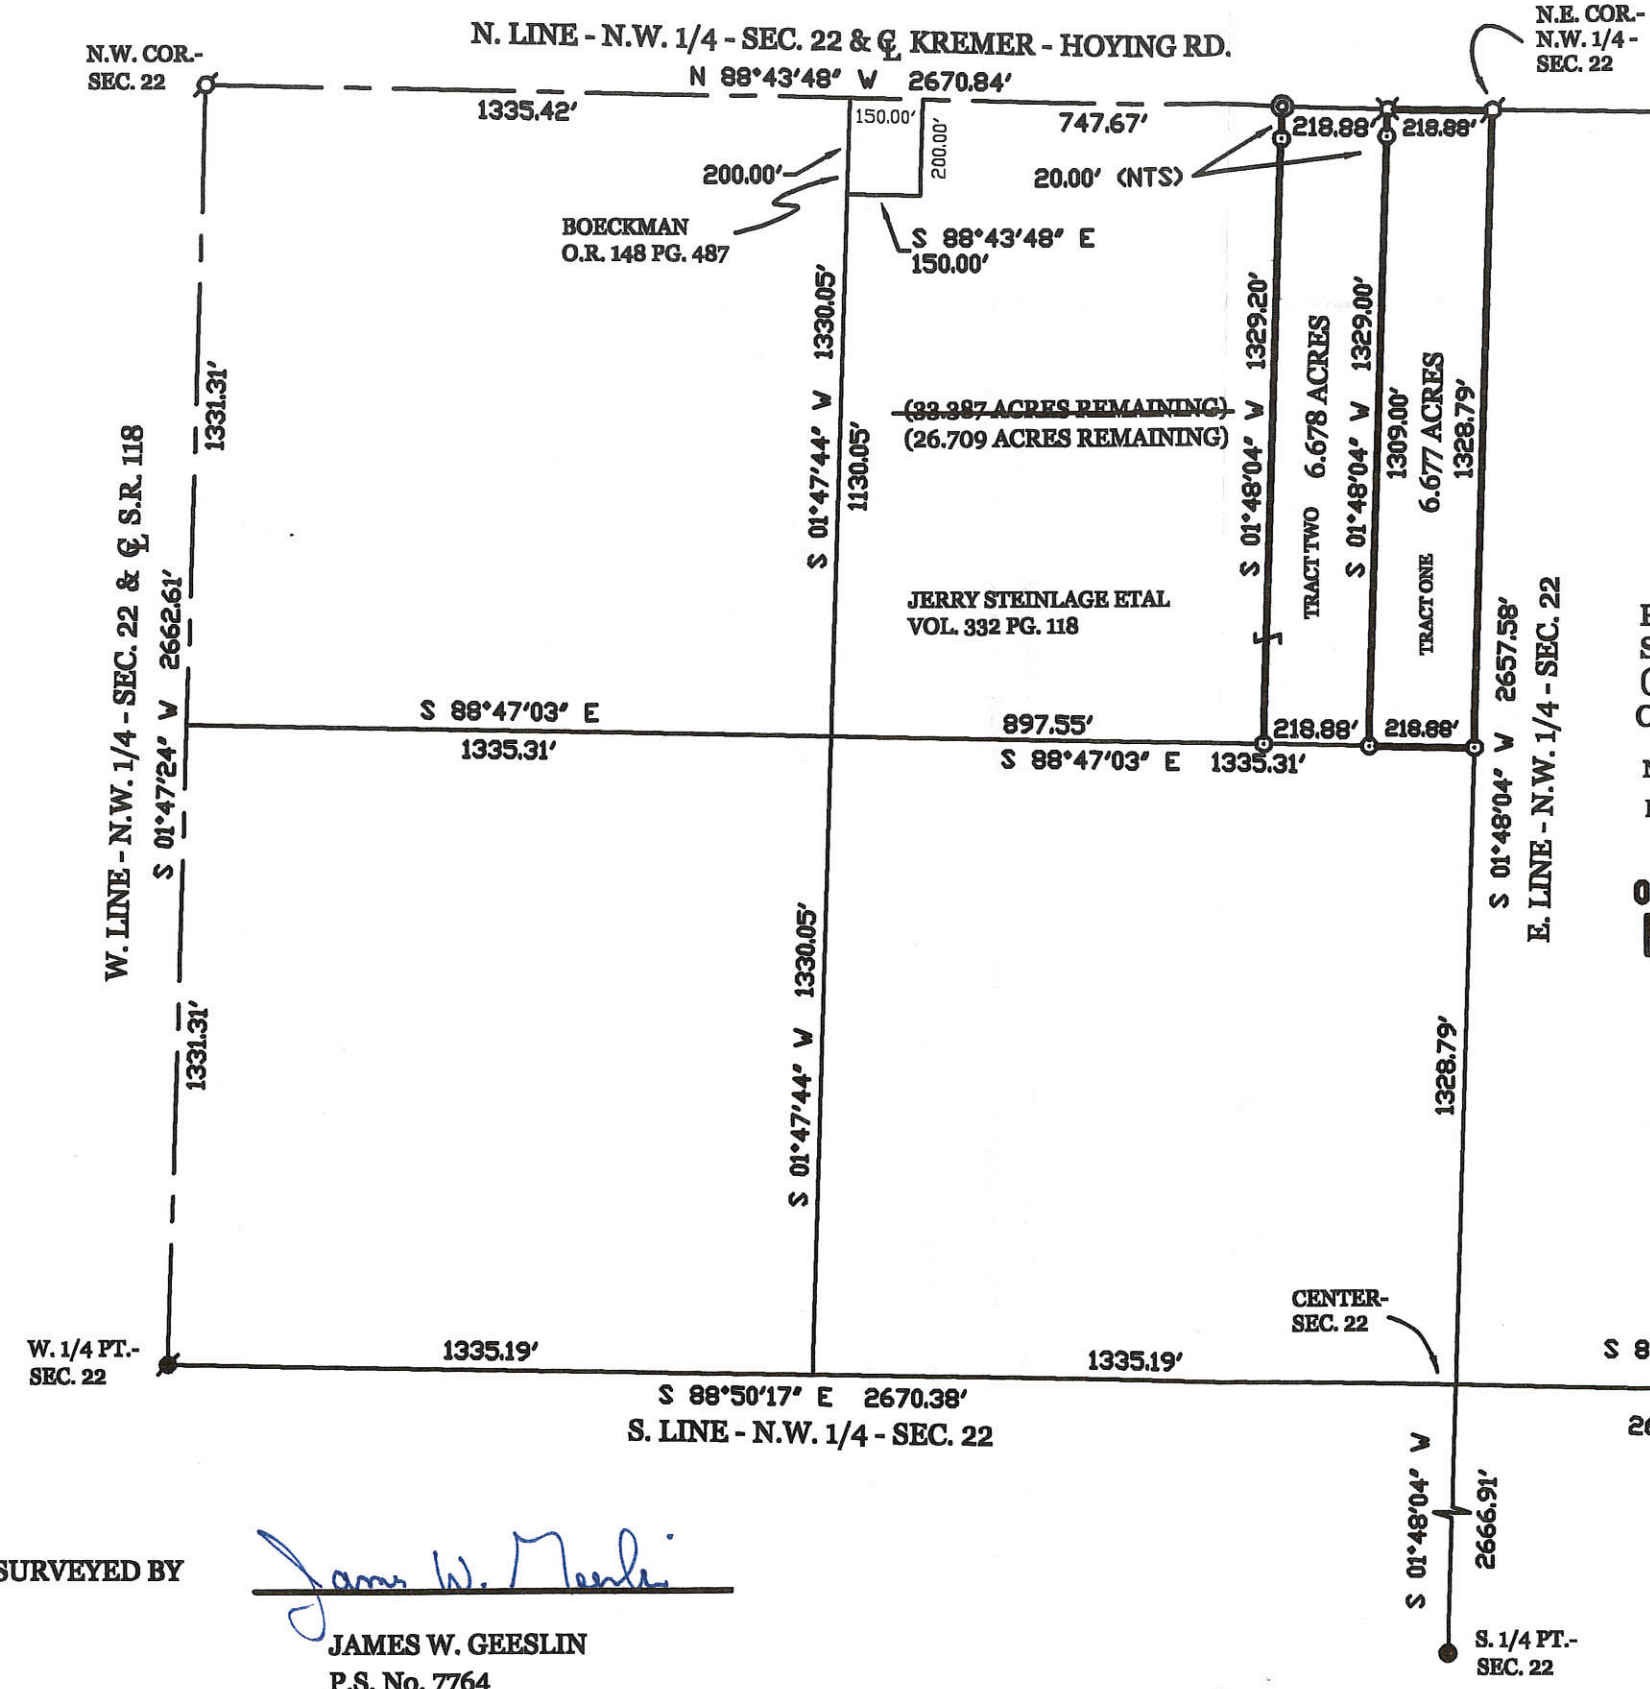 N. LINE - N.W. 1/4 - SEC. 22 & ℄ KREMER - HOYING RD.
N 88°43'48" W 2670.84'
N.W. COR.-
SEC. 22
N.E. COR.-
N.W. 1/4 -
SEC. 22
1335.42'
150.00'
747.67'
218.88'
218.88'
200.00'
200.00'
20.00' (NTS)
BOECKMAN
O.R. 148 PG. 487
S 88°43'48" E
150.00'
1331.31'
S 01°47'44" W 1330.05'
1130.05'
(33.387 ACRES REMAINING)
(26.709 ACRES REMAINING)
S 01°48'04" W 1329.20'
TRACT TWO 6.678 ACRES
S 01°48'04" W 1329.00'
1309.00'
TRACT ONE 6.677 ACRES
1328.79'
W. LINE - N.W. 1/4 - SEC. 22 & ℄ S.R. 118
S 01°47'24" W 2662.61'
JERRY STEINLAGE ETAL
VOL. 332 PG. 118
S 01°48'04" W 2657.58'
E. LINE - N.W. 1/4 - SEC. 22
S 88°47'03" E
1335.31'
897.55'
218.88'
218.88'
S 88°47'03" E 1335.31'
1331.31'
S 01°47'44" W 1330.05'
1328.79'
CENTER-
SEC. 22
W. 1/4 PT.-
SEC. 22
1335.19'
1335.19'
S 8
S 88°50'17" E 2670.38'
S. LINE - N.W. 1/4 - SEC. 22
S 01°48'04" W
2666.91'
S. 1/4 PT.-
SEC. 22
SURVEYED BY
James W. Geeslin
JAMES W. GEESLIN
P.S. No. 7764